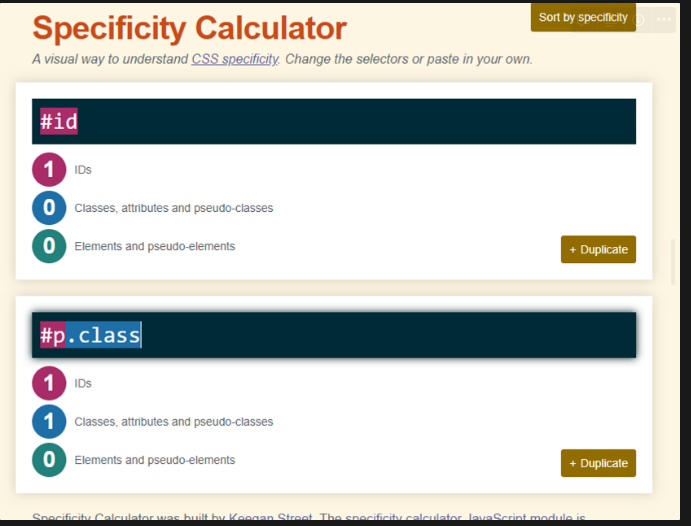 Specificity Calculator
Sort by specificity
A visual way to understand CSS specificity. Change the selectors or paste in your own.
#id
1 IDs
0 Classes, attributes and pseudo-classes
0 Elements and pseudo-elements
+ Duplicate
#p.class
1 IDs
1 Classes, attributes and pseudo-classes
0 Elements and pseudo-elements
+ Duplicate
Specificity Calculator was built by Keegan Street. The specificity calculator JavaScript module is